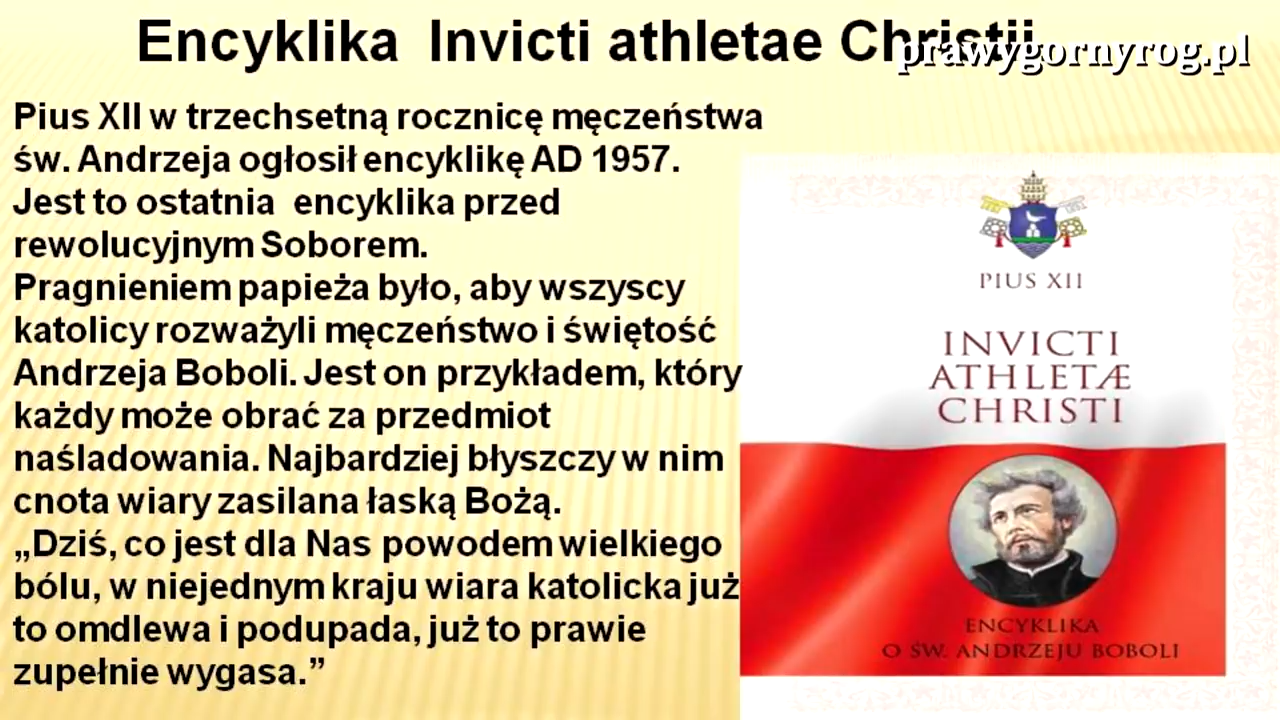 Encyklika Invicti athletae Christii
prawygornyrog.pl
Pius XII w trzechsetną rocznicę męczeństwa
św. Andrzeja ogłosił encyklikę AD 1957.
Jest to ostatnia encyklika przed
rewolucyjnym Soborem.
Pragnieniem papieża było, aby wszyscy
katolicy rozważyli męczeństwo i świętość
Andrzeja Boboli. Jest on przykładem, który
każdy może obrać za przedmiot
naśladowania. Najbardziej błyszczy w nim
cnota wiary zasilana łaską Bożą.
„Dziś, co jest dla Nas powodem wielkiego
bólu, w niejednym kraju wiara katolicka już
to omdlewa i podupada, już to prawie
zupełnie wygasa.”
PIUS XII
INVICTI
ATHLETÆ
CHRISTI
ENCYKLIKA
O ŚW. ANDRZEJU BOBOLI